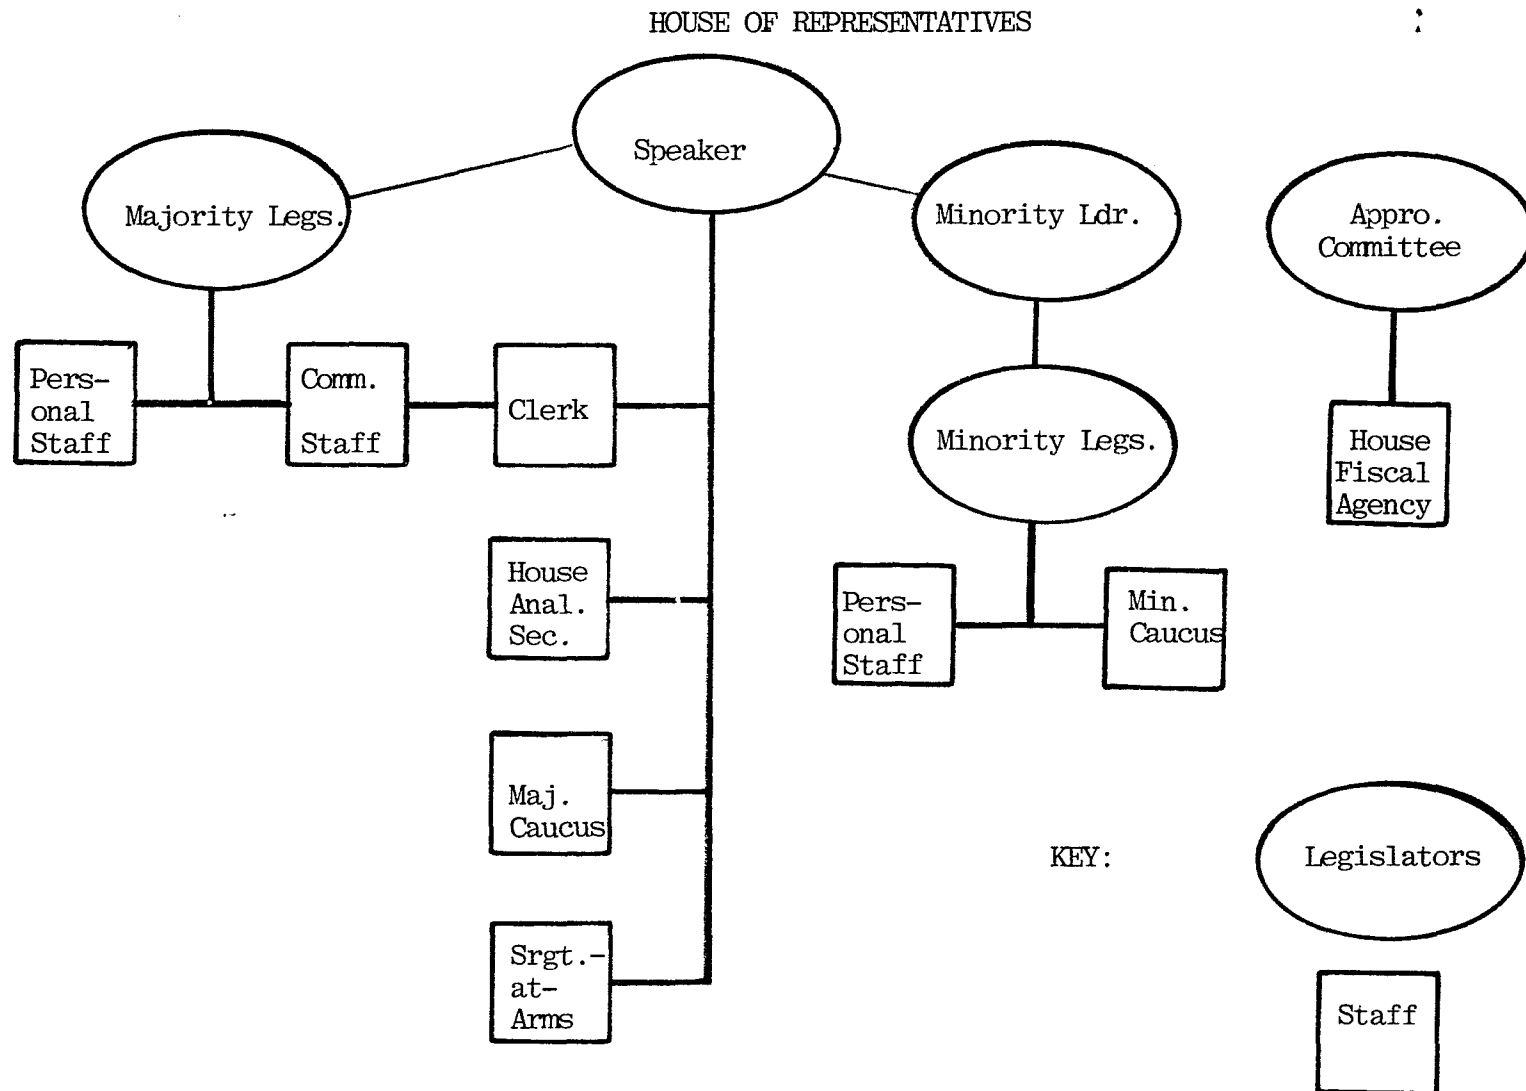 HOUSE OF REPRESENTATIVES
Speaker
Majority Legs.
Minority Ldr.
Appro.
Committee
Pers-
onal
Staff
Comm.
Staff
Clerk
Minority Legs.
House
Fiscal
Agency
House
Anal.
Sec.
Pers-
onal
Staff
Min.
Caucus
Maj.
Caucus
KEY:
Legislators
Srgt.-
at-
Arms
Staff